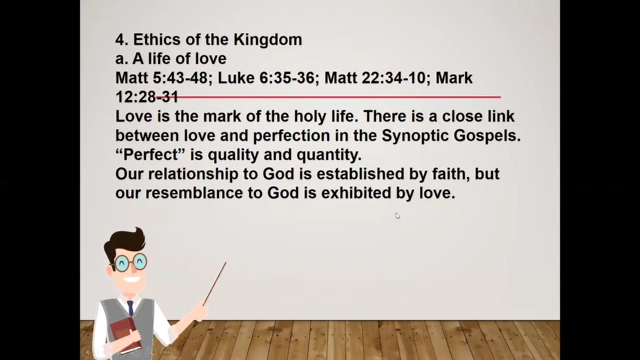 4. Ethics of the Kingdom
a. A life of love
Matt 5:43-48; Luke 6:35-36; Matt 22:34-10; Mark
12:28-31
Love is the mark of the holy life. There is a close link
between love and perfection in the Synoptic Gospels.
“Perfect” is quality and quantity.
Our relationship to God is established by faith, but
our resemblance to God is exhibited by love.